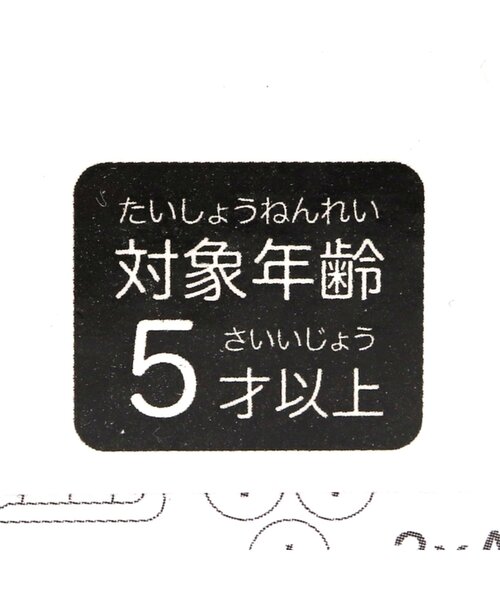 たいしょうねんれい
対象年齢
さいいじょう
5才以上